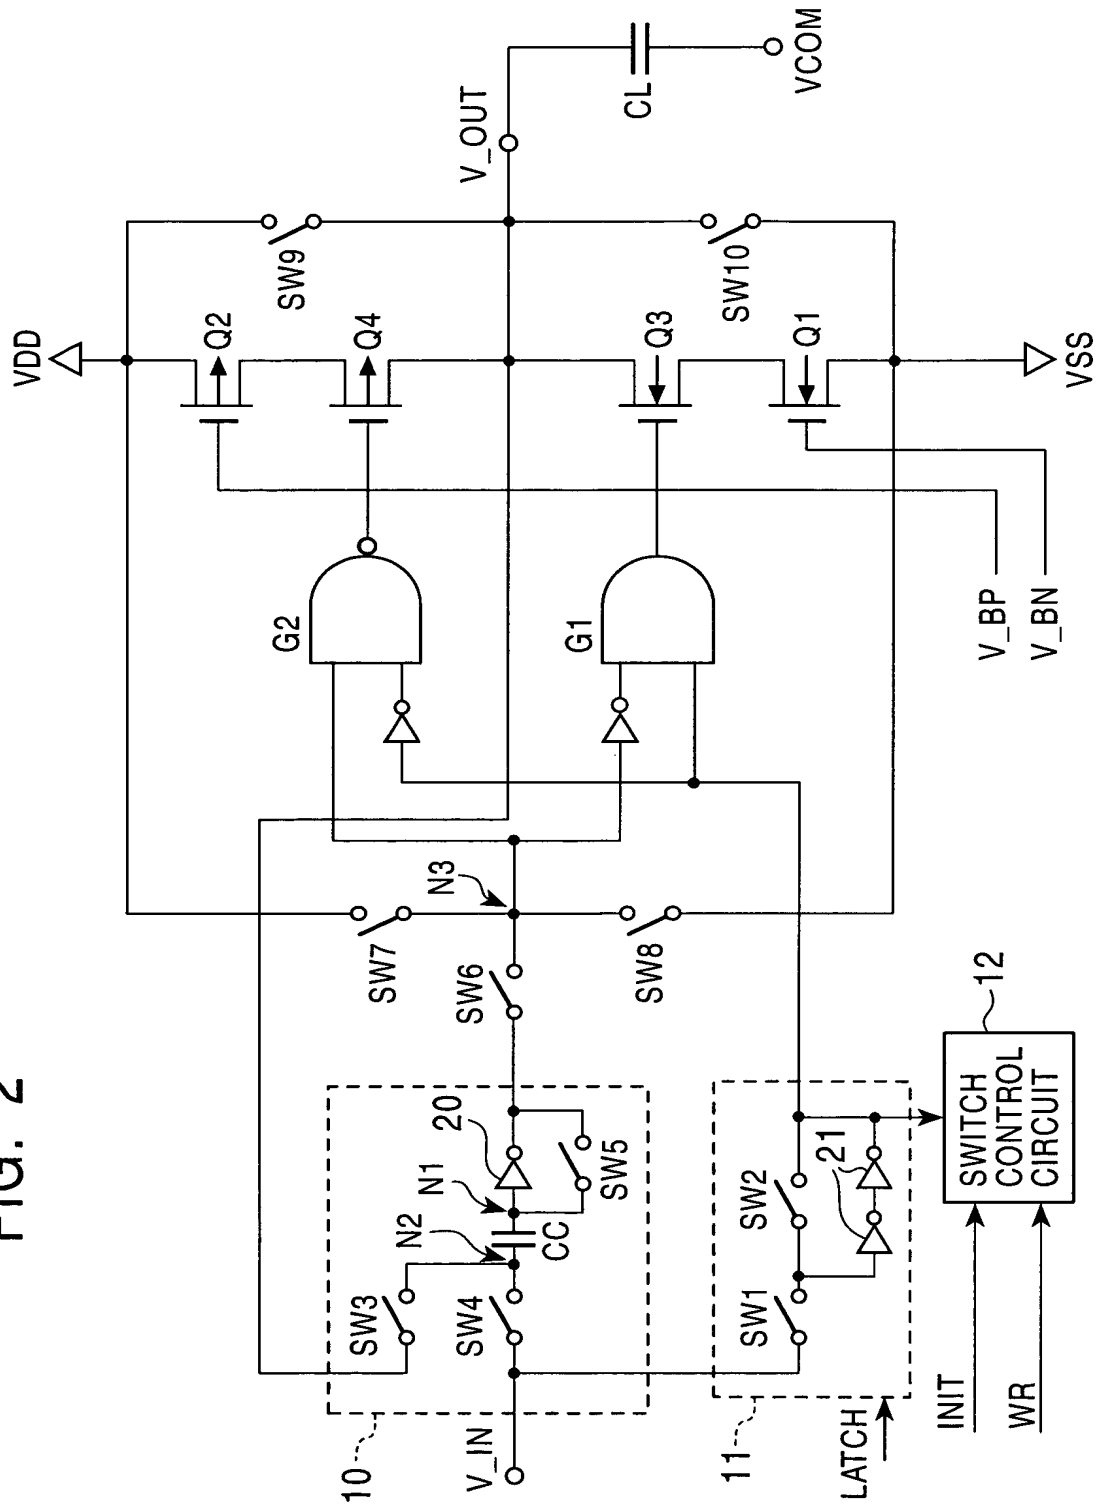 FIG. 2
VDD
VSS
Q2
Q4
Q3
Q1
SW9
SW10
V_OUT
CL
VCOM
G2
G1
V_BP
V_BN
N3
SW7
SW6
SW8
20
N1
N2
CC
SW5
SW3
SW4
10
V_IN
SW2
21
SW1
11
LATCH
12
SWITCH
CONTROL
CIRCUIT
INIT
WR